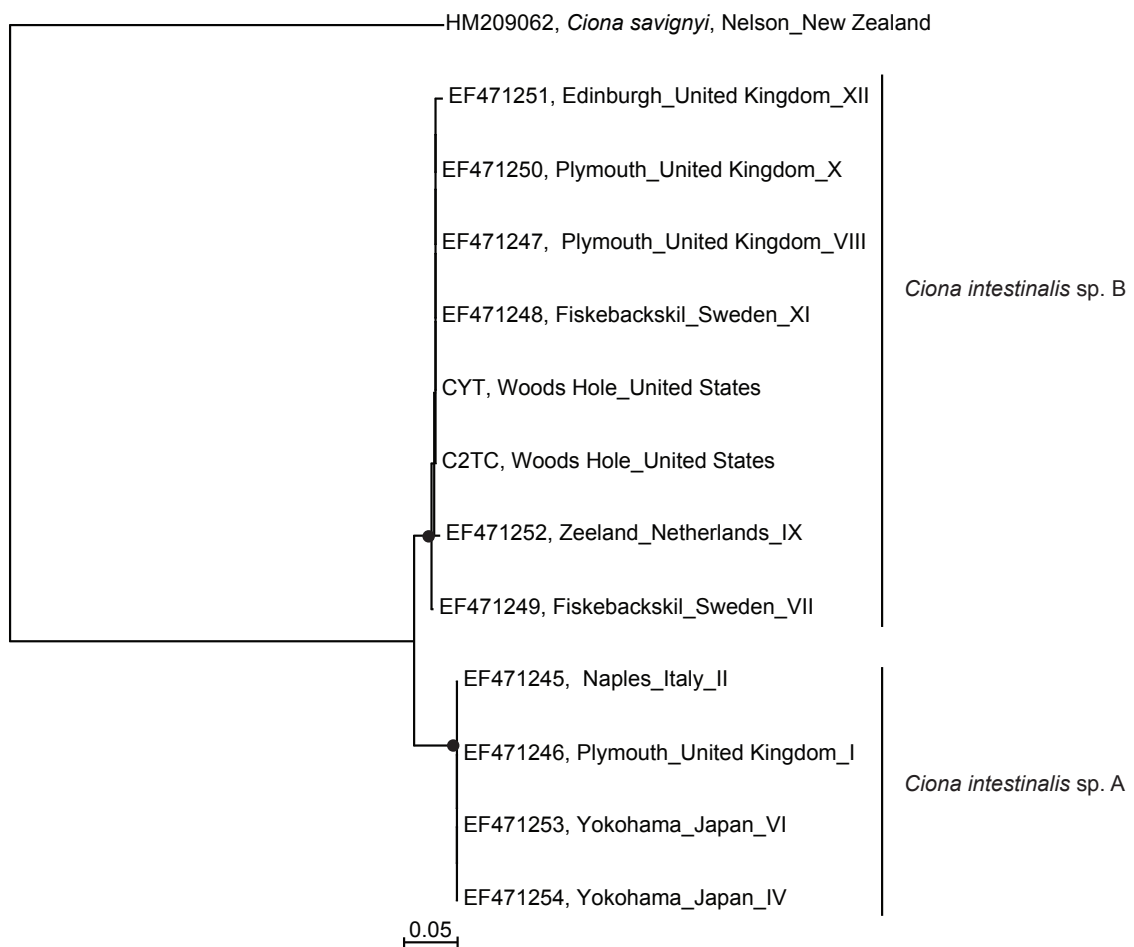 HM209062, Ciona savignyi, Nelson_New Zealand
EF471251, Edinburgh_United Kingdom_XII
EF471250, Plymouth_United Kingdom_X
EF471247,  Plymouth_United Kingdom_VIII
Ciona intestinalis sp. B
EF471248, Fiskebackskil_Sweden_XI
CYT, Woods Hole_United States
C2TC, Woods Hole_United States
EF471252, Zeeland_Netherlands_IX
EF471249, Fiskebackskil_Sweden_VII
EF471245,  Naples_Italy_II
EF471246, Plymouth_United Kingdom_I
Ciona intestinalis sp. A
EF471253, Yokohama_Japan_VI
EF471254, Yokohama_Japan_IV
0.05